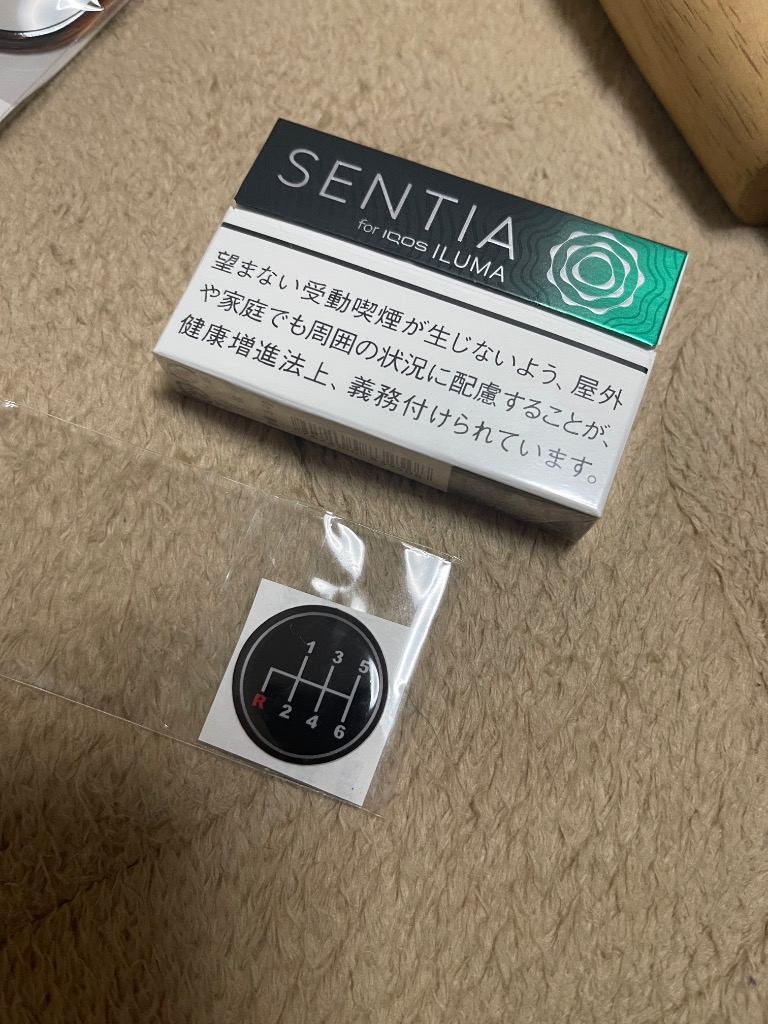 SENTIA
for IQOS ILUMA
望まない受動喫煙が生じないよう、屋外
や家庭でも周囲の状況に配慮することが、
健康増進法上、義務付けられています。
1 3 5
R 2 4 6